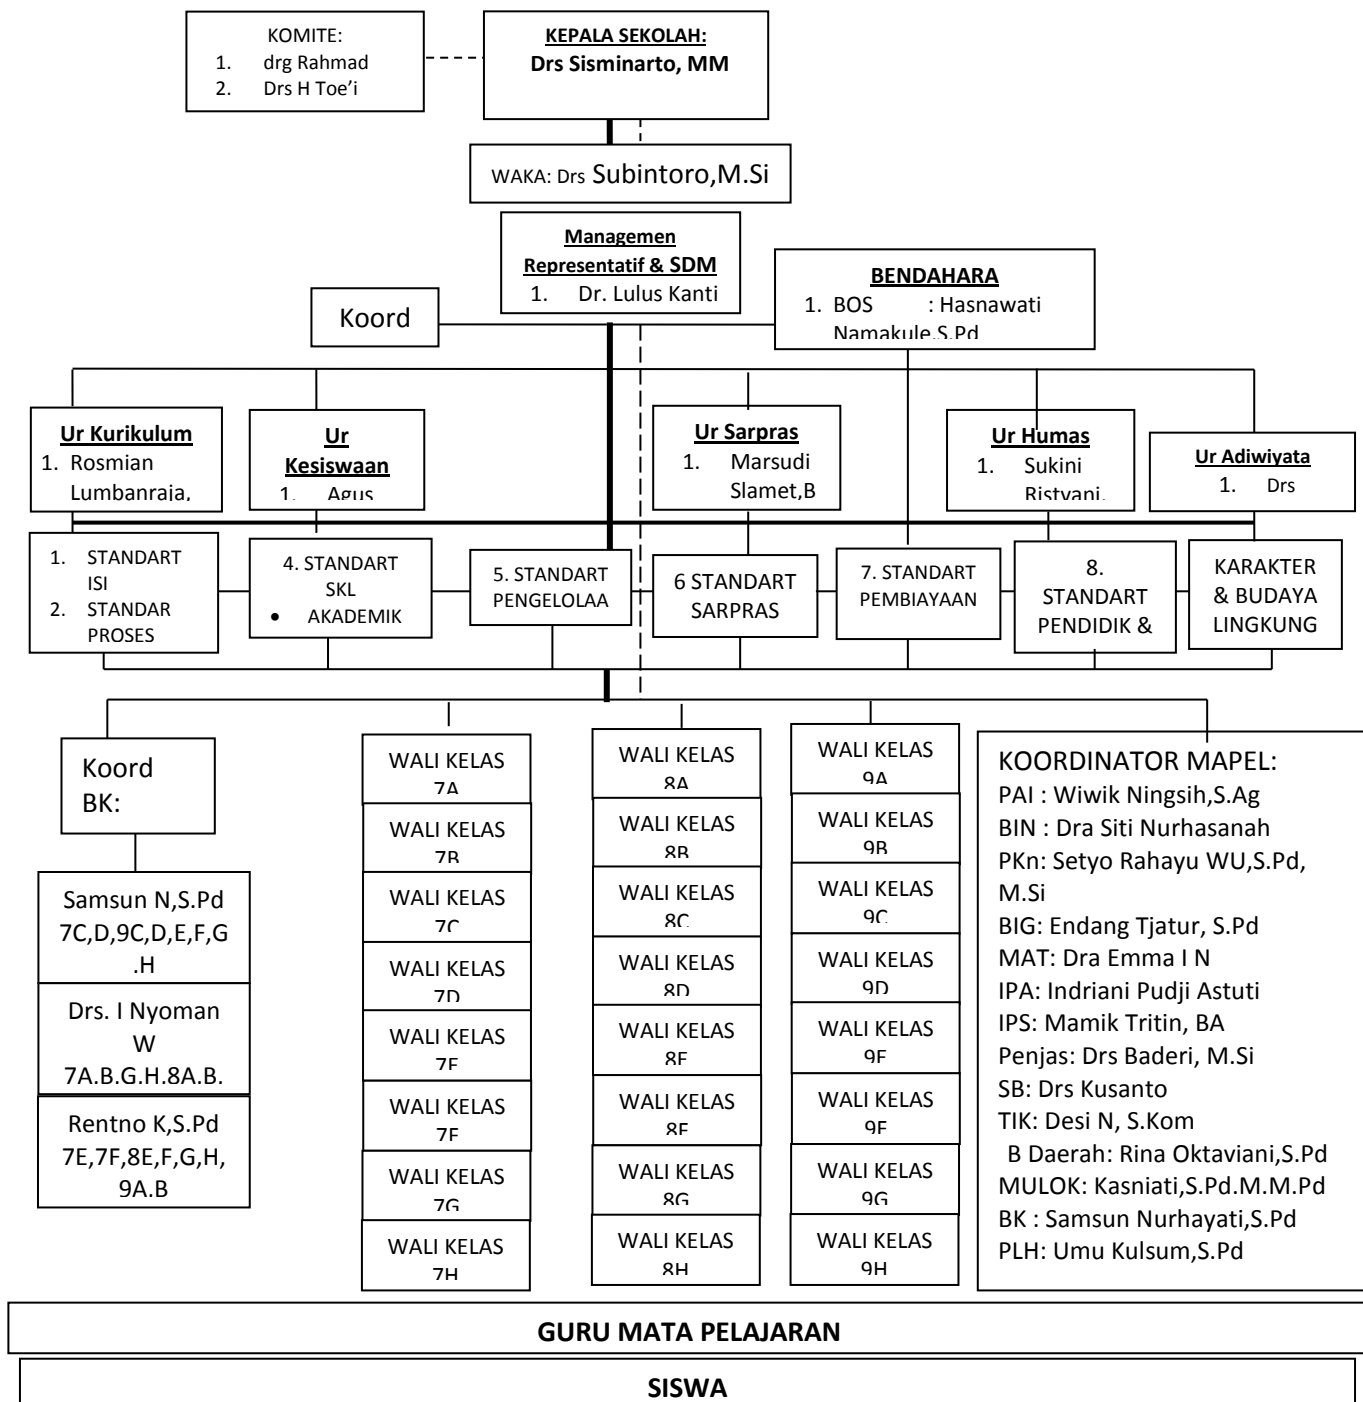 KOMITE:
1. drg Rahmad
2. Drs H Toe’i
KEPALA SEKOLAH:
Drs Sisminarto, MM
WAKA: Drs Subintoro,M.Si
Managemen
Representatif & SDM
1. Dr. Lulus Kanti
BENDAHARA
1. BOS : Hasnawati
Namakule,S.Pd
Koord
Ur Kurikulum
1. Rosmian
Lumbanraja,
Ur
Kesiswaan
1. Agus
Ur Sarpras
1. Marsudi
Slamet,B
Ur Humas
1. Sukini
Ristyani,
Ur Adiwiyata
1. Drs
1. STANDART
ISI
2. STANDAR
PROSES
4. STANDART
SKL
• AKADEMIK
5. STANDART
PENGELOLAA
6 STANDART
SARPRAS
7. STANDART
PEMBIAYAAN
8.
STANDART
PENDIDIK &
KARAKTER
& BUDAYA
LINGKUNG
Koord
BK:
Samsun N,S.Pd
7C,D,9C,D,E,F,G
.H
Drs. I Nyoman
W
7A.B.G.H.8A.B.
Rentno K,S.Pd
7E,7F,8E,F,G,H,
9A.B
WALI KELAS
7A
WALI KELAS
7B
WALI KELAS
7C
WALI KELAS
7D
WALI KELAS
7E
WALI KELAS
7F
WALI KELAS
7G
WALI KELAS
7H
WALI KELAS
8A
WALI KELAS
8B
WALI KELAS
8C
WALI KELAS
8D
WALI KELAS
8E
WALI KELAS
8F
WALI KELAS
8G
WALI KELAS
8H
WALI KELAS
9A
WALI KELAS
9B
WALI KELAS
9C
WALI KELAS
9D
WALI KELAS
9E
WALI KELAS
9F
WALI KELAS
9G
WALI KELAS
9H
KOORDINATOR MAPEL:
PAI : Wiwik Ningsih,S.Ag
BIN : Dra Siti Nurhasanah
PKn: Setyo Rahayu WU,S.Pd,
M.Si
BIG: Endang Tjatur, S.Pd
MAT: Dra Emma I N
IPA: Indriani Pudji Astuti
IPS: Mamik Tritin, BA
Penjas: Drs Baderi, M.Si
SB: Drs Kusanto
TIK: Desi N, S.Kom
B Daerah: Rina Oktaviani,S.Pd
MULOK: Kasniati,S.Pd.M.M.Pd
BK : Samsun Nurhayati,S.Pd
PLH: Umu Kulsum,S.Pd
GURU MATA PELAJARAN
SISWA